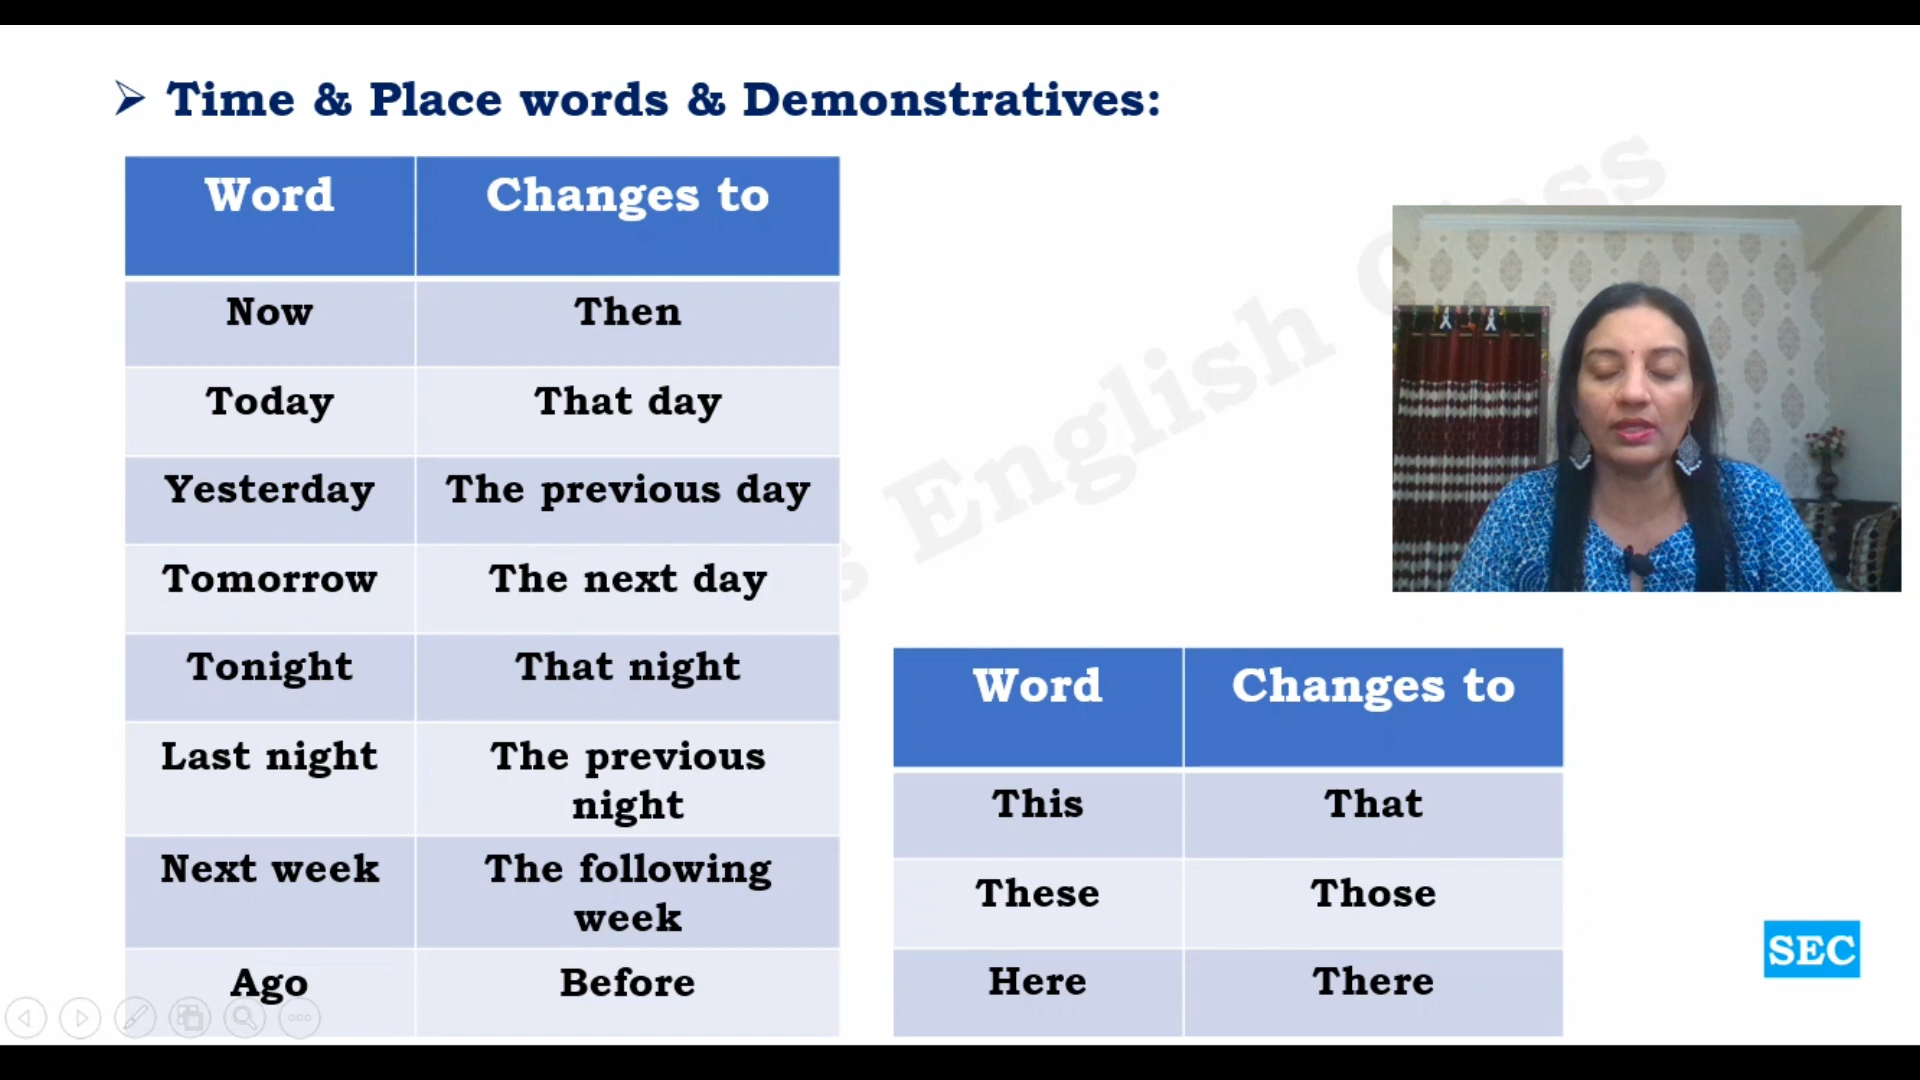 Time & Place words & Demonstratives:
Word Changes to
Now Then
Today That day
Yesterday The previous day
Tomorrow The next day
Tonight That night
Last night The previous
night
Next week The following
week
Ago Before
Word Changes to
This That
These Those
Here There
SEC
English